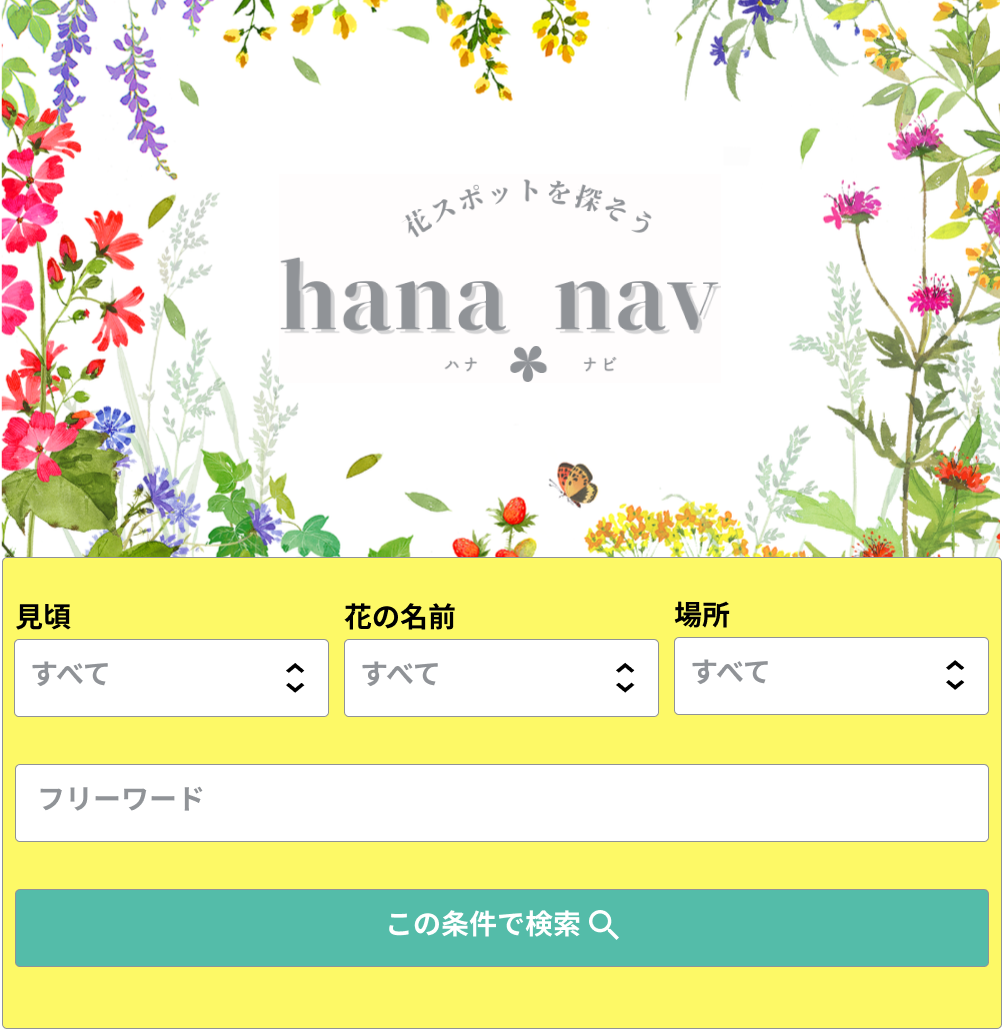 花スポットを探そう
hana nav
ハナ ナビ
見頃 花の名前 場所
すべて すべて すべて
フリーワード
この条件で検索